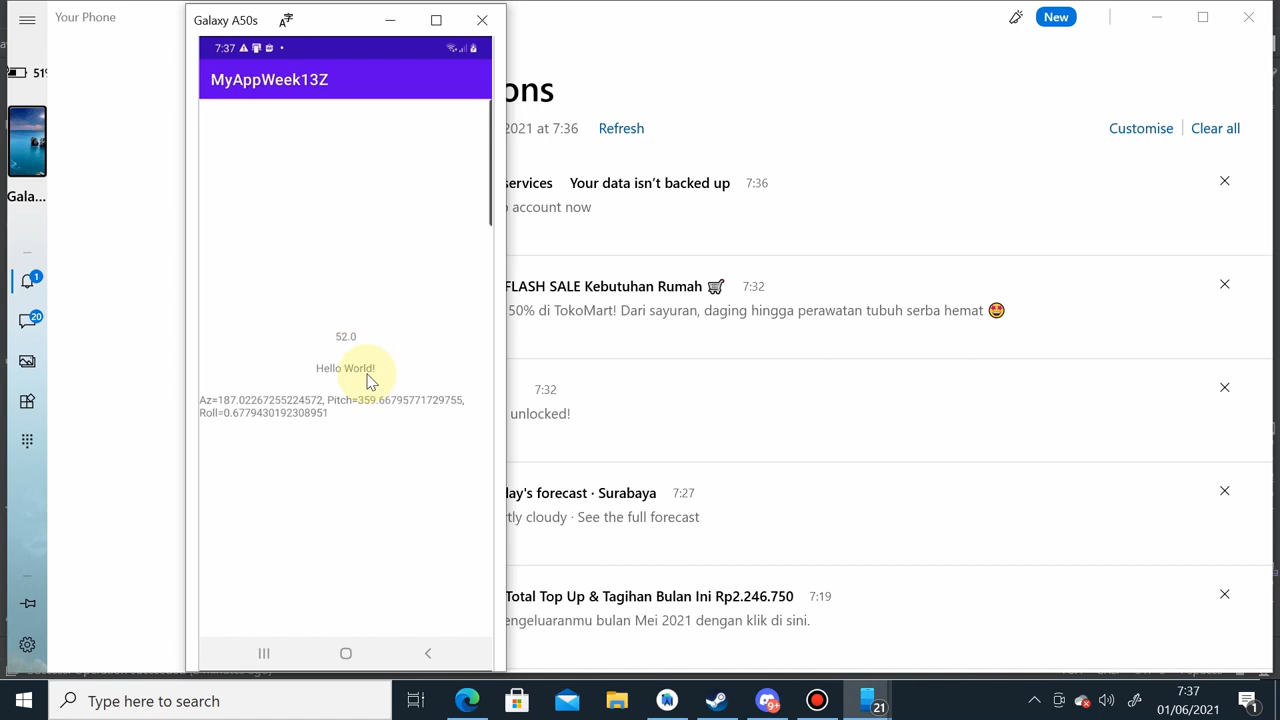 Your Phone
New
51%
Gala...
1
20
Galaxy A50s
7:37
MyAppWeek13Z
52.0
Hello World!
Az=187.02267255224572, Pitch=359.66795771729755,
Roll=0.6779430192308951
ons
2021 at 7:36 Refresh
Customise Clear all
services Your data isn't backed up 7:36
account now
FLASH SALE Kebutuhan Rumah 🛒 7:32
50% di TokoMart! Dari sayuran, daging hingga perawatan tubuh serba hemat 🤩
7:32
unlocked!
lay's forecast · Surabaya 7:27
tly cloudy · See the full forecast
Total Top Up & Tagihan Bulan Ini Rp2.246.750 7:19
engeluaranmu bulan Mei 2021 dengan klik di sini.
Type here to search
9+
21
7:37
01/06/2021
1